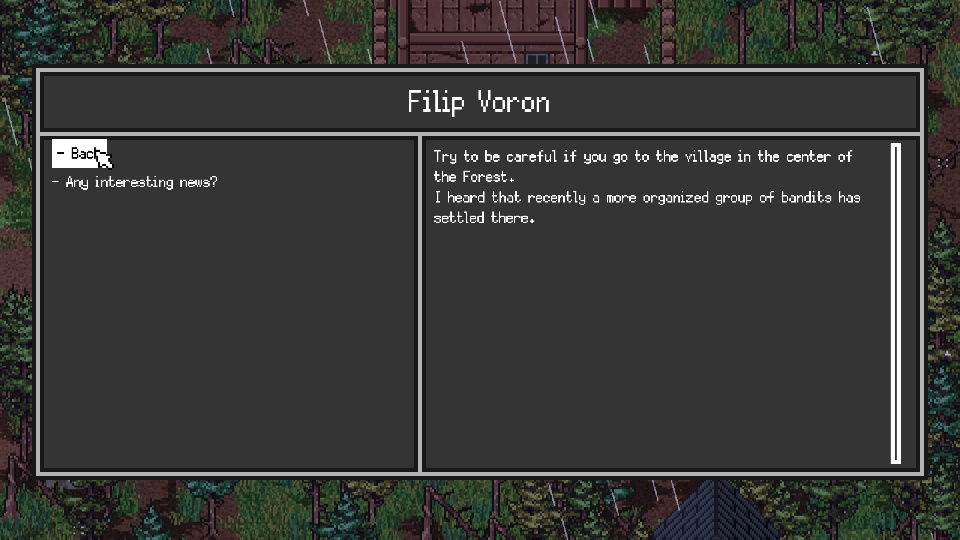 Filip Voron
- Back
- Any interesting news?
Try to be careful if you go to the village in the center of
the Forest.
I heard that recently a more organized group of bandits has
settled there.